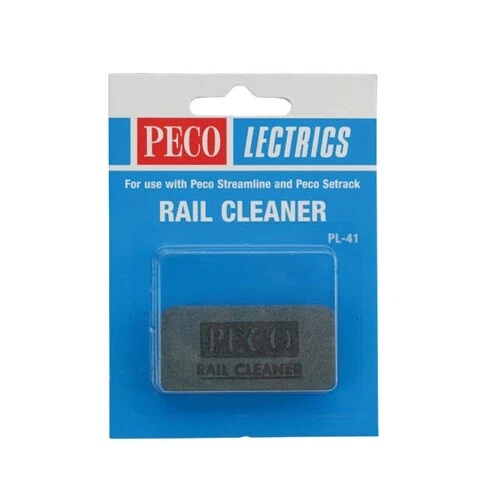 PECO LECTRICS
For use with Peco Streamline and Peco Setrack
RAIL CLEANER
PL-41
PECO
RAIL CLEANER